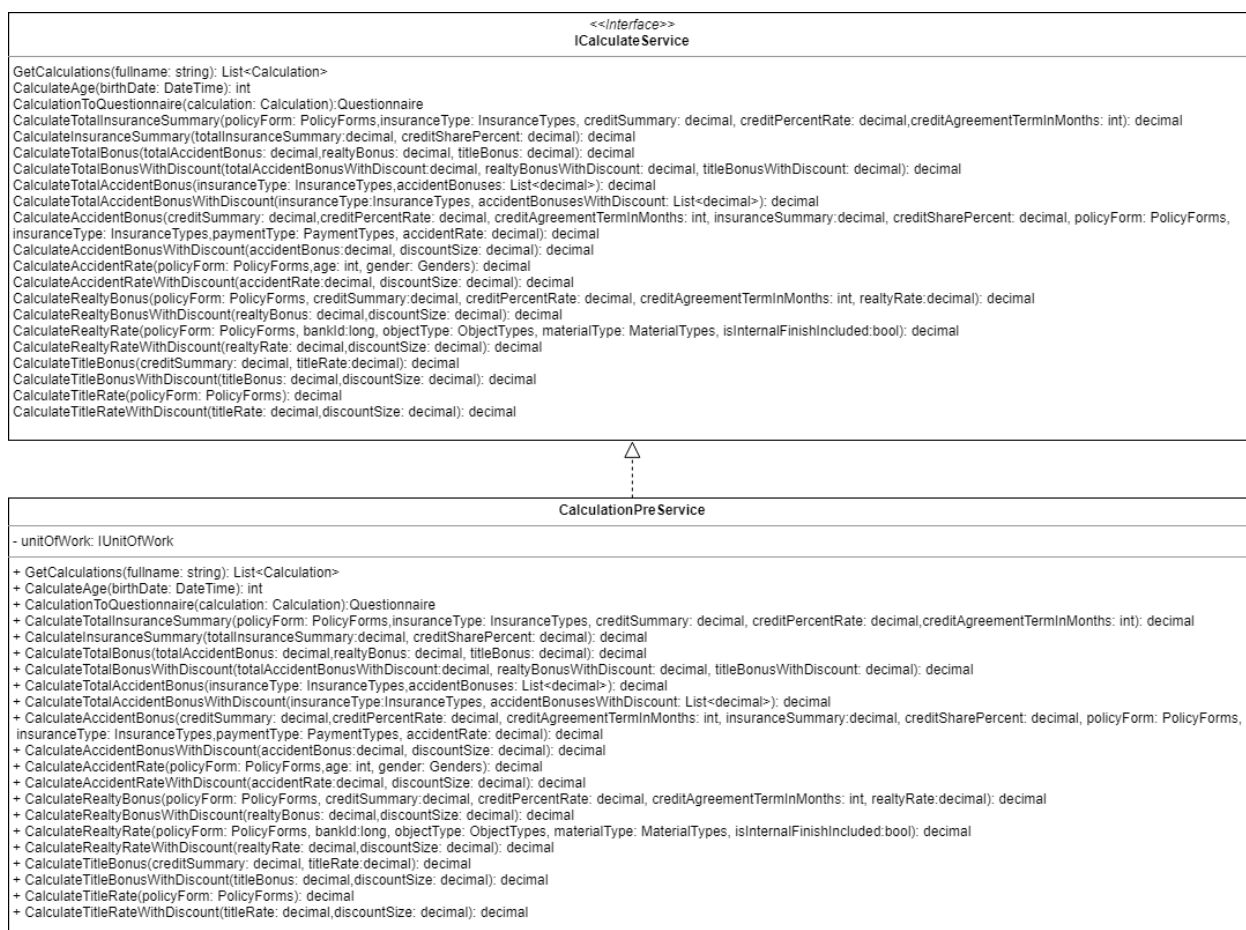 <<Interface>>
ICalculateService
GetCalculations(fullname: string): List<Calculation>
CalculateAge(birthDate: DateTime): int
CalculationToQuestionnaire(calculation: Calculation):Questionnaire
CalculateTotalInsuranceSummary(policyForm: PolicyForms,insuranceType: InsuranceTypes, creditSummary: decimal, creditPercentRate: decimal,creditAgreementTermInMonths: int): decimal
CalculateInsuranceSummary(totalInsuranceSummary:decimal, creditSharePercent: decimal): decimal
CalculateTotalBonus(totalAccidentBonus: decimal,realtyBonus: decimal, titleBonus: decimal): decimal
CalculateTotalBonusWithDiscount(totalAccidentBonusWithDiscount:decimal, realtyBonusWithDiscount: decimal, titleBonusWithDiscount: decimal): decimal
CalculateTotalAccidentBonus(insuranceType: InsuranceTypes,accidentBonuses: List<decimal>): decimal
CalculateTotalAccidentBonusWithDiscount(insuranceType:InsuranceTypes, accidentBonusesWithDiscount: List<decimal>): decimal
CalculateAccidentBonus(creditSummary: decimal,creditPercentRate: decimal, creditAgreementTermInMonths: int, insuranceSummary:decimal, creditSharePercent: decimal, policyForm: PolicyForms,
insuranceType: InsuranceTypes,paymentType: PaymentTypes, accidentRate: decimal): decimal
CalculateAccidentBonusWithDiscount(accidentBonus:decimal, discountSize: decimal): decimal
CalculateAccidentRate(policyForm: PolicyForms,age: int, gender: Genders): decimal
CalculateAccidentRateWithDiscount(accidentRate:decimal, discountSize: decimal): decimal
CalculateRealtyBonus(policyForm: PolicyForms, creditSummary:decimal, creditPercentRate: decimal, creditAgreementTermInMonths: int, realtyRate:decimal): decimal
CalculateRealtyBonusWithDiscount(realtyBonus: decimal,discountSize: decimal): decimal
CalculateRealtyRate(policyForm: PolicyForms, bankId:long, objectType: ObjectTypes, materialType: MaterialTypes, isInternalFinishIncluded:bool): decimal
CalculateRealtyRateWithDiscount(realtyRate: decimal,discountSize: decimal): decimal
CalculateTitleBonus(creditSummary: decimal, titleRate:decimal): decimal
CalculateTitleBonusWithDiscount(titleBonus: decimal,discountSize: decimal): decimal
CalculateTitleRate(policyForm: PolicyForms): decimal
CalculateTitleRateWithDiscount(titleRate: decimal,discountSize: decimal): decimal
CalculationPreService
- unitOfWork: IUnitOfWork
+ GetCalculations(fullname: string): List<Calculation>
+ CalculateAge(birthDate: DateTime): int
+ CalculationToQuestionnaire(calculation: Calculation):Questionnaire
+ CalculateTotalInsuranceSummary(policyForm: PolicyForms,insuranceType: InsuranceTypes, creditSummary: decimal, creditPercentRate: decimal,creditAgreementTermInMonths: int): decimal
+ CalculateInsuranceSummary(totalInsuranceSummary:decimal, creditSharePercent: decimal): decimal
+ CalculateTotalBonus(totalAccidentBonus: decimal,realtyBonus: decimal, titleBonus: decimal): decimal
+ CalculateTotalBonusWithDiscount(totalAccidentBonusWithDiscount:decimal, realtyBonusWithDiscount: decimal, titleBonusWithDiscount: decimal): decimal
+ CalculateTotalAccidentBonus(insuranceType: InsuranceTypes,accidentBonuses: List<decimal>): decimal
+ CalculateTotalAccidentBonusWithDiscount(insuranceType:InsuranceTypes, accidentBonusesWithDiscount: List<decimal>): decimal
+ CalculateAccidentBonus(creditSummary: decimal,creditPercentRate: decimal, creditAgreementTermInMonths: int, insuranceSummary:decimal, creditSharePercent: decimal, policyForm: PolicyForms,
insuranceType: InsuranceTypes,paymentType: PaymentTypes, accidentRate: decimal): decimal
+ CalculateAccidentBonusWithDiscount(accidentBonus:decimal, discountSize: decimal): decimal
+ CalculateAccidentRate(policyForm: PolicyForms,age: int, gender: Genders): decimal
+ CalculateAccidentRateWithDiscount(accidentRate:decimal, discountSize: decimal): decimal
+ CalculateRealtyBonus(policyForm: PolicyForms, creditSummary:decimal, creditPercentRate: decimal, creditAgreementTermInMonths: int, realtyRate:decimal): decimal
+ CalculateRealtyBonusWithDiscount(realtyBonus: decimal,discountSize: decimal): decimal
+ CalculateRealtyRate(policyForm: PolicyForms, bankId:long, objectType: ObjectTypes, materialType: MaterialTypes, isInternalFinishIncluded:bool): decimal
+ CalculateRealtyRateWithDiscount(realtyRate: decimal,discountSize: decimal): decimal
+ CalculateTitleBonus(creditSummary: decimal, titleRate:decimal): decimal
+ CalculateTitleBonusWithDiscount(titleBonus: decimal,discountSize: decimal): decimal
+ CalculateTitleRate(policyForm: PolicyForms): decimal
+ CalculateTitleRateWithDiscount(titleRate: decimal,discountSize: decimal): decimal